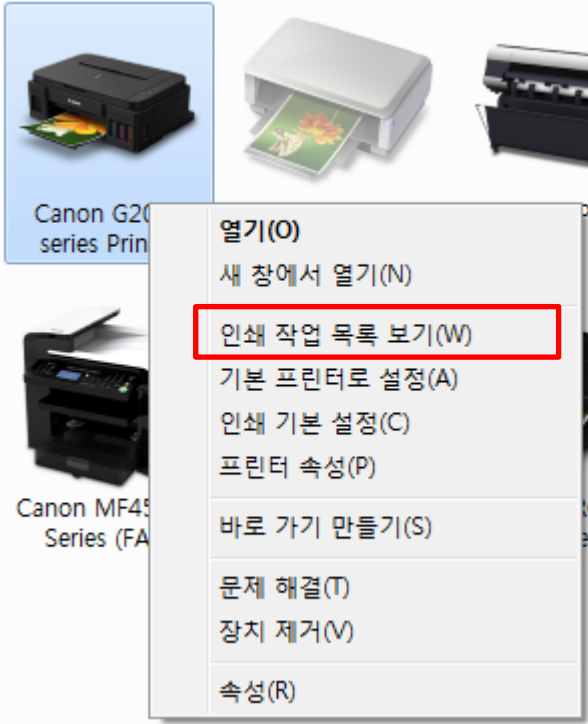 Canon G20
series Prin
열기(O)
새 창에서 열기(N)
인쇄 작업 목록 보기(W)
기본 프린터로 설정(A)
인쇄 기본 설정(C)
프린터 속성(P)
Canon MF45
Series (FA
바로 가기 만들기(S)
문제 해결(T)
장치 제거(V)
속성(R)